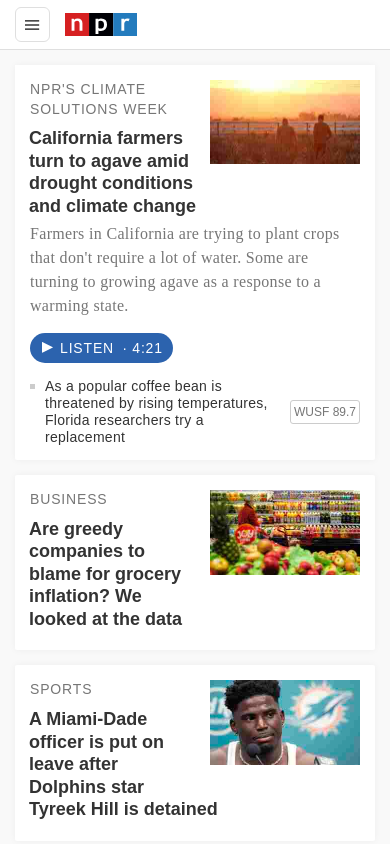 npr
NPR'S CLIMATE
SOLUTIONS WEEK
California farmers
turn to agave amid
drought conditions
and climate change
Farmers in California are trying to plant crops
that don't require a lot of water. Some are
turning to growing agave as a response to a
warming state.
LISTEN · 4:21
As a popular coffee bean is
threatened by rising temperatures,
Florida researchers try a
replacement
WUSF 89.7
BUSINESS
Are greedy
companies to
blame for grocery
inflation? We
looked at the data
SPORTS
A Miami-Dade
officer is put on
leave after
Dolphins star
Tyreek Hill is detained